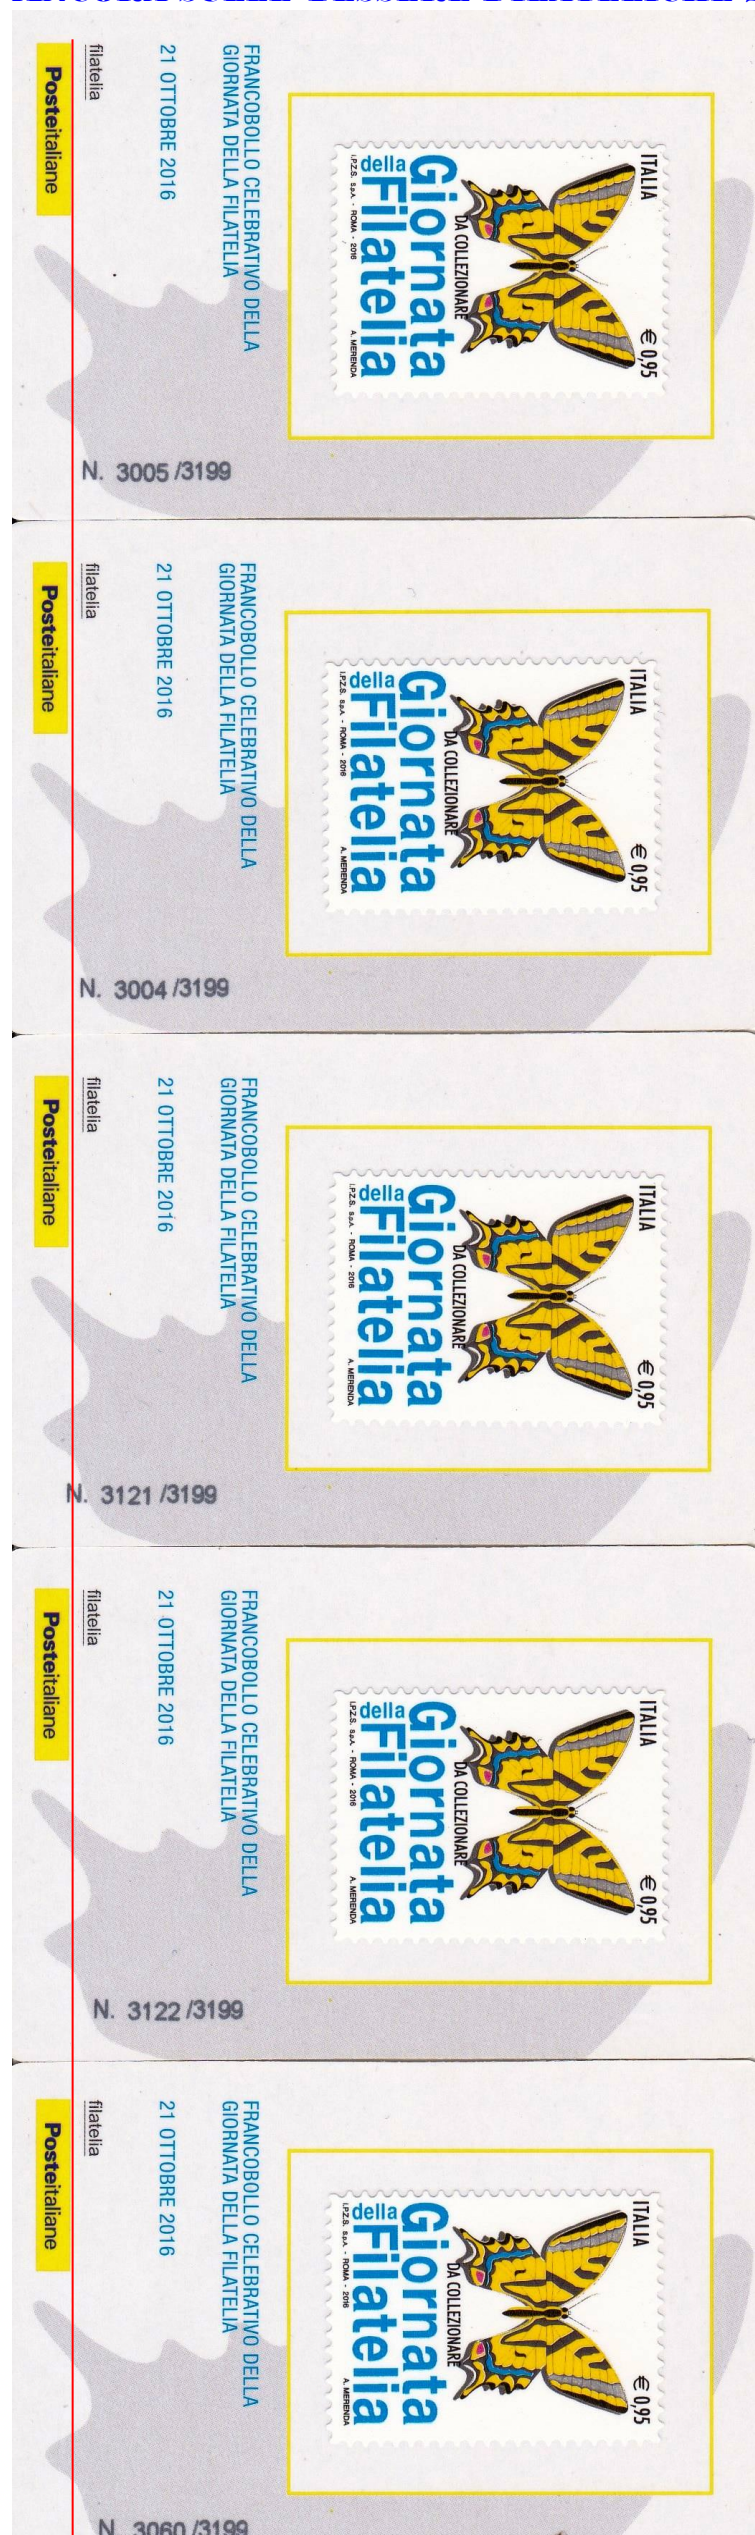 Posteitaliane
filatelia
21 OTTOBRE 2016
FRANCOBOLLO CELEBRATIVO DELLA
GIORNATA DELLA FILATELIA
ITALIA
€ 0,95
DA COLLEZIONARE
Giornata
della
Filatelia
I.P.Z.S. S.p.A. - ROMA - 2016
A. MERENDA
N. 3005 /3199
Posteitaliane
filatelia
21 OTTOBRE 2016
FRANCOBOLLO CELEBRATIVO DELLA
GIORNATA DELLA FILATELIA
ITALIA
€ 0,95
DA COLLEZIONARE
Giornata
della
Filatelia
I.P.Z.S. S.p.A. - ROMA - 2016
A. MERENDA
N. 3004 /3199
Posteitaliane
filatelia
21 OTTOBRE 2016
FRANCOBOLLO CELEBRATIVO DELLA
GIORNATA DELLA FILATELIA
ITALIA
€ 0,95
DA COLLEZIONARE
Giornata
della
Filatelia
I.P.Z.S. S.p.A. - ROMA - 2016
A. MERENDA
N. 3121 /3199
Posteitaliane
filatelia
21 OTTOBRE 2016
FRANCOBOLLO CELEBRATIVO DELLA
GIORNATA DELLA FILATELIA
ITALIA
€ 0,95
DA COLLEZIONARE
Giornata
della
Filatelia
I.P.Z.S. S.p.A. - ROMA - 2016
A. MERENDA
N. 3122 /3199
Posteitaliane
filatelia
21 OTTOBRE 2016
FRANCOBOLLO CELEBRATIVO DELLA
GIORNATA DELLA FILATELIA
ITALIA
€ 0,95
DA COLLEZIONARE
Giornata
della
Filatelia
I.P.Z.S. S.p.A. - ROMA - 2016
A. MERENDA
N. 3060 /3199